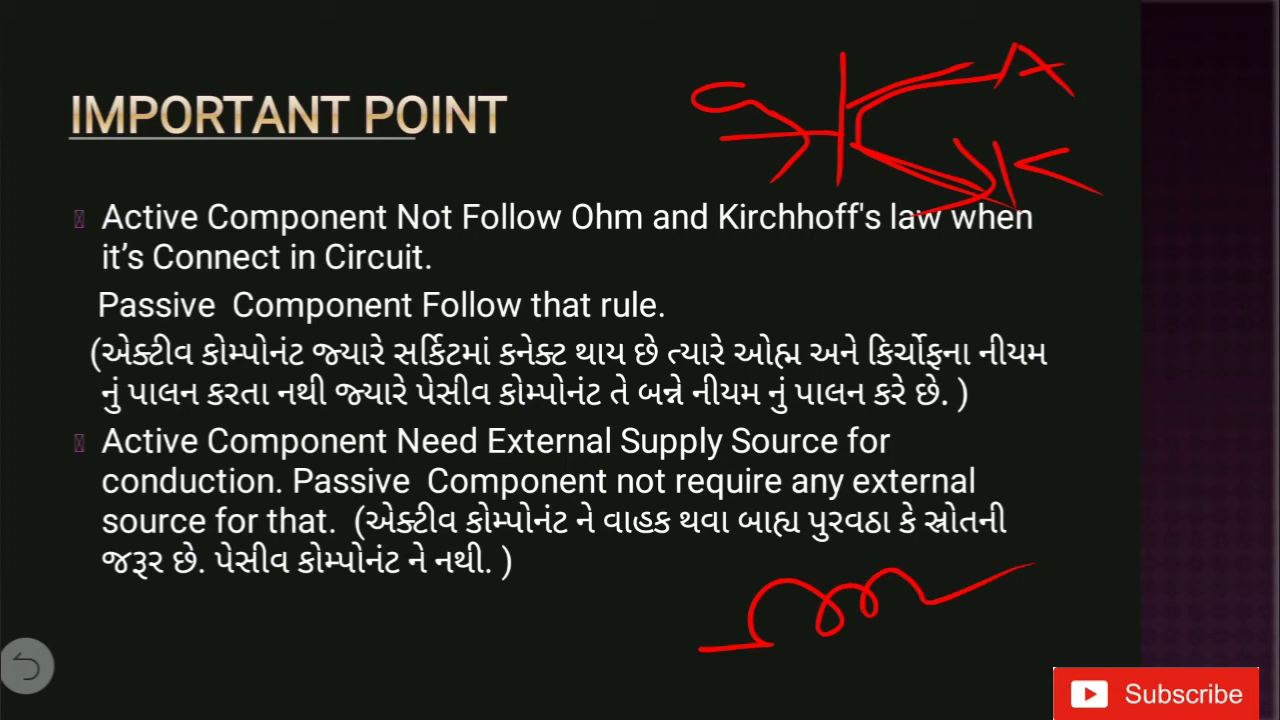 IMPORTANT POINT
Active Component Not Follow Ohm and Kirchhoff's law when
it’s Connect in Circuit.
Passive Component Follow that rule.
(એક્ટીવ કોમ્પોનંટ જ્યારે સર્કિટમાં કનેક્ટ થાય છે ત્યારે ઓહ્મ અને કિર્ચોફના નીયમ
નું પાલન કરતા નથી જ્યારે પેસીવ કોમ્પોનંટ તે બન્ને નીયમ નું પાલન કરે છે. )
Active Component Need External Supply Source for
conduction. Passive Component not require any external
source for that. (એક્ટીવ કોમ્પોનંટ ને વાહક થવા બાહ્ય પુરવઠા કે સ્રોતની
જરૂર છે. પેસીવ કોમ્પોનંટ ને નથી. )
Subscribe